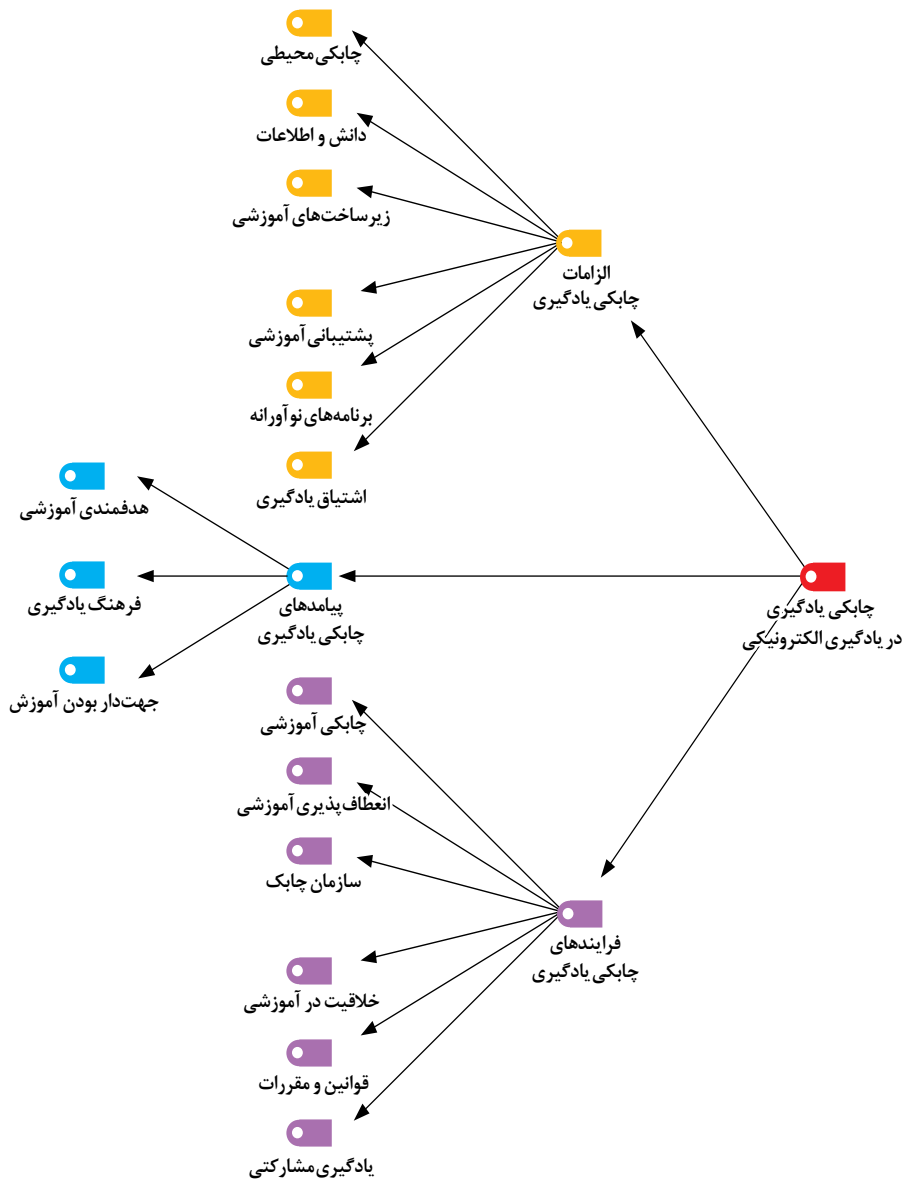 چابکی محیطی
دانش و اطلاعات
زیرساخت‌های آموزشی
الزامات
چابکی یادگیری
پشتیبانی آموزشی
برنامه‌های نوآورانه
اشتیاق یادگیری
هدفمندی آموزشی
فرهنگ یادگیری
جهت‌دار بودن آموزش
پیامدهای
چابکی یادگیری
چابکی یادگیری
در یادگیری الکترونیکی
چابکی آموزشی
انعطاف‌پذیری آموزشی
سازمان چابک
فرایندهای
چابکی یادگیری
خلاقیت در آموزشی
قوانین و مقررات
یادگیری مشارکتی